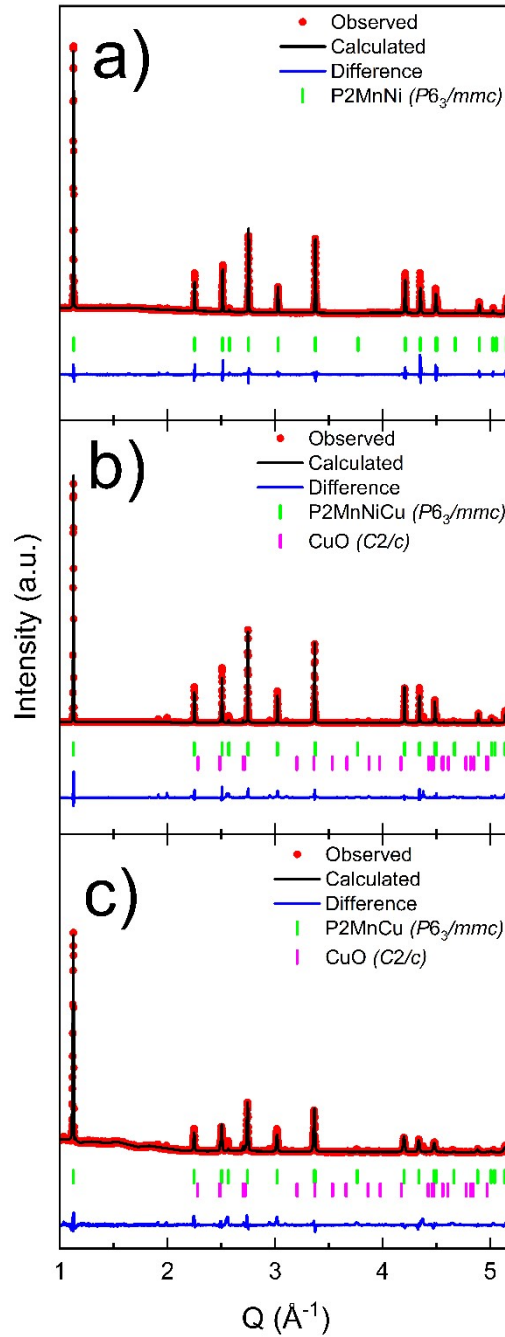 a)
Observed
Calculated
Difference
P2MnNi (P6₃/mmc)
b)
Observed
Calculated
Difference
P2MnNiCu (P6₃/mmc)
CuO (C2/c)
Intensity (a.u.)
c)
Observed
Calculated
Difference
P2MnCu (P6₃/mmc)
CuO (C2/c)
1 2 3 4 5
Q (Å⁻¹)